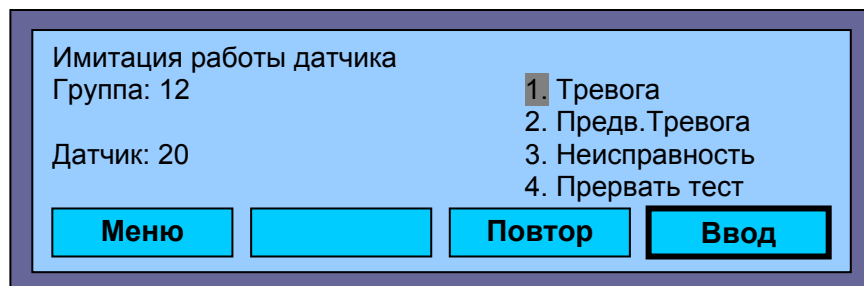 Имитация работы датчика
Группа: 12
1. Тревога
2. Предв.Тревога
Датчик: 20
3. Неисправность
4. Прервать тест
Меню
Повтор
Ввод